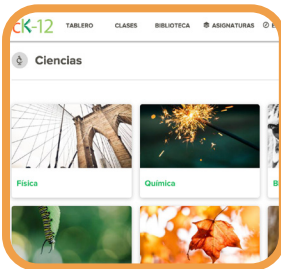 cK-12 TABLERO CLASES BIBLIOTECA ASIGNATURAS
Ciencias
Física Química